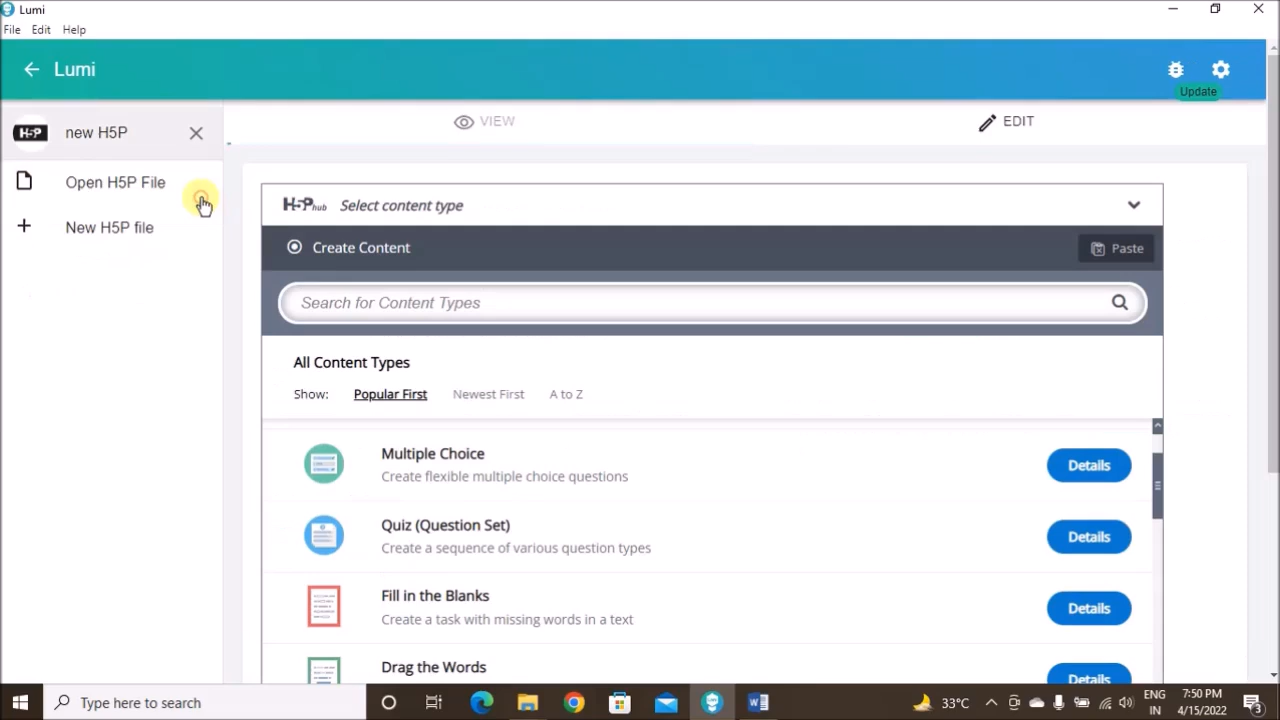 Lumi
File Edit Help
Lumi
Update
H5P new H5P
VIEW
EDIT
Open H5P File
New H5P file
H5P hub Select content type
Create Content
Paste
Search for Content Types
All Content Types
Show: Popular First Newest First A to Z
Multiple Choice
Create flexible multiple choice questions
Details
Quiz (Question Set)
Create a sequence of various question types
Details
Fill in the Blanks
Create a task with missing words in a text
Details
Drag the Words
Details
Type here to search
33°C
ENG
IN
7:50 PM
4/15/2022
3